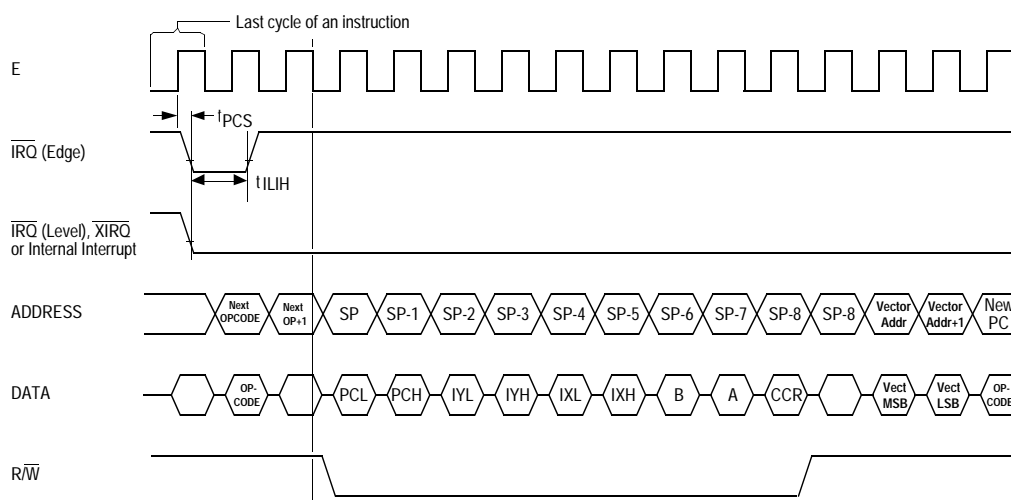 Last cycle of an instruction
E
tPCS
IRQ (Edge)
tILIH
IRQ (Level), XIRQ
or Internal Interrupt
ADDRESS
Next OPCODE
Next OP+1
SP
SP-1
SP-2
SP-3
SP-4
SP-5
SP-6
SP-7
SP-8
SP-8
Vector Addr
Vector Addr+1
New PC
DATA
OP-CODE
PCL
PCH
IYL
IYH
IXL
IXH
B
A
CCR
Vect MSB
Vect LSB
OP-CODE
R/W